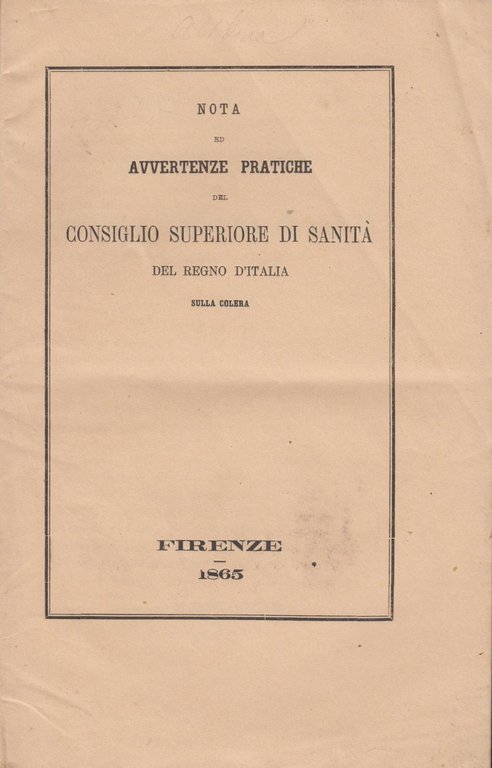 NOTA
ED
AVVERTENZE PRATICHE
DEL
CONSIGLIO SUPERIORE DI SANITÀ
DEL REGNO D'ITALIA
SULLA COLERA
FIRENZE
1865